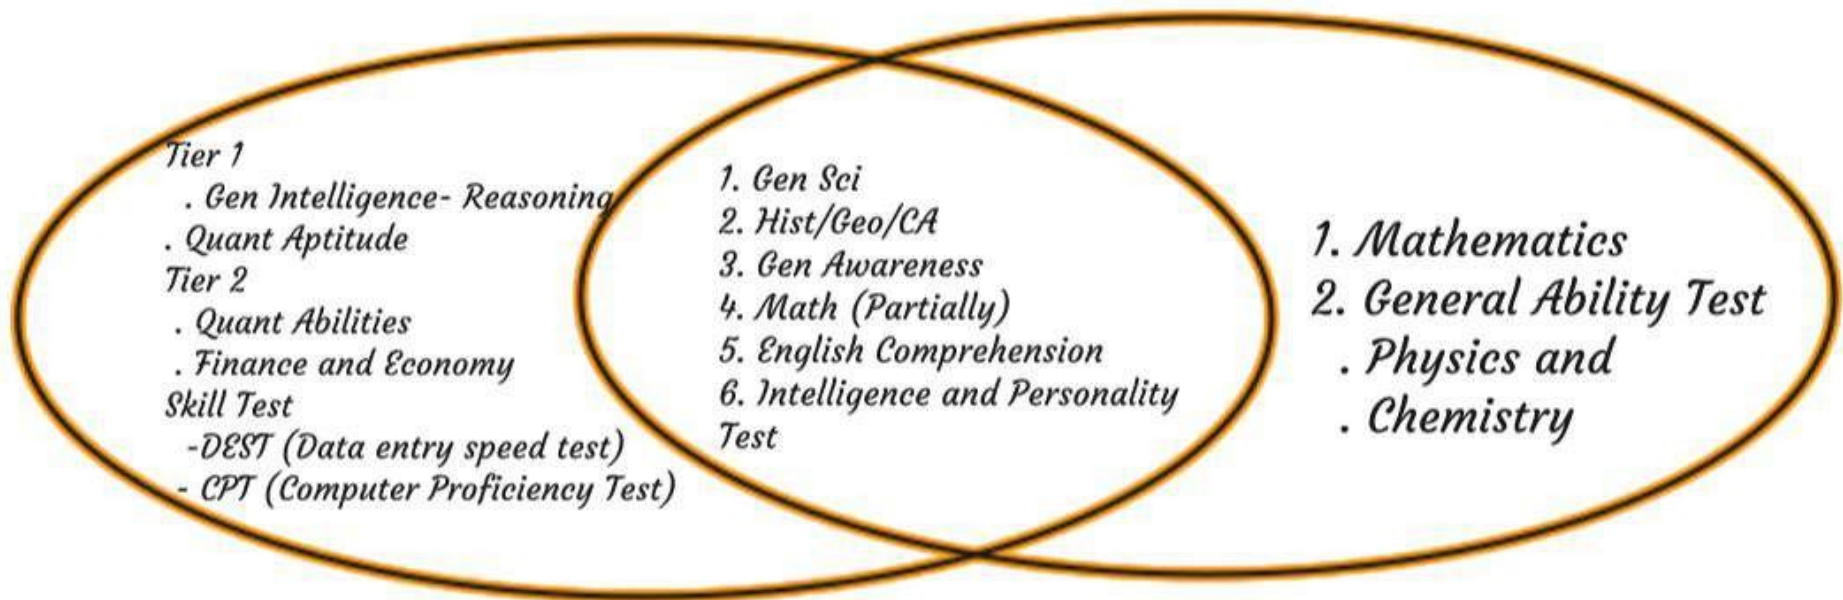 Tier 1
. Gen Intelligence- Reasoning
. Quant Aptitude
Tier 2
. Quant Abilities
. Finance and Economy
Skill Test
-DEST (Data entry speed test)
- CPT (Computer Proficiency Test)
1. Gen Sci
2. Hist/Geo/CA
3. Gen Awareness
4. Math (Partially)
5. English Comprehension
6. Intelligence and Personality
Test
1. Mathematics
2. General Ability Test
. Physics and
. Chemistry